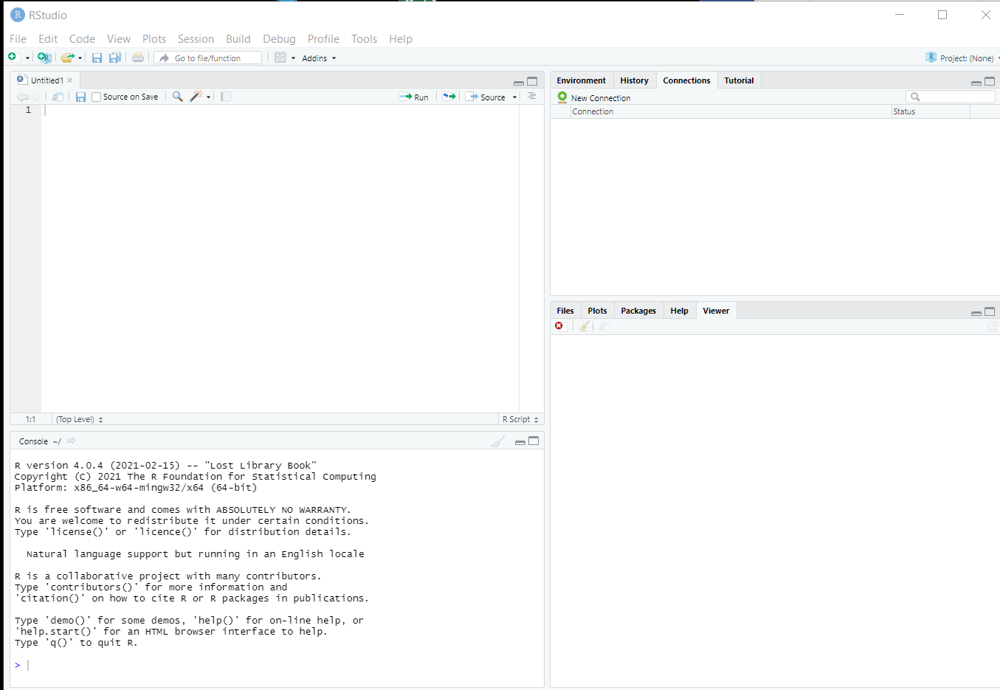 RStudio
File Edit Code View Plots Session Build Debug Profile Tools Help
Go to file/function Addins Project: (None)
Untitled1
Source on Save Run Source
1
1:1 (Top Level) R Script
Console ~/
R version 4.0.4 (2021-02-15) -- "Lost Library Book"
Copyright (C) 2021 The R Foundation for Statistical Computing
Platform: x86_64-w64-mingw32/x64 (64-bit)
R is free software and comes with ABSOLUTELY NO WARRANTY.
You are welcome to redistribute it under certain conditions.
Type 'license()' or 'licence()' for distribution details.
Natural language support but running in an English locale
R is a collaborative project with many contributors.
Type 'contributors()' for more information and
'citation()' on how to cite R or R packages in publications.
Type 'demo()' for some demos, 'help()' for on-line help, or
'help.start()' for an HTML browser interface to help.
Type 'q()' to quit R.
>
Environment History Connections Tutorial
New Connection
Connection Status
Files Plots Packages Help Viewer